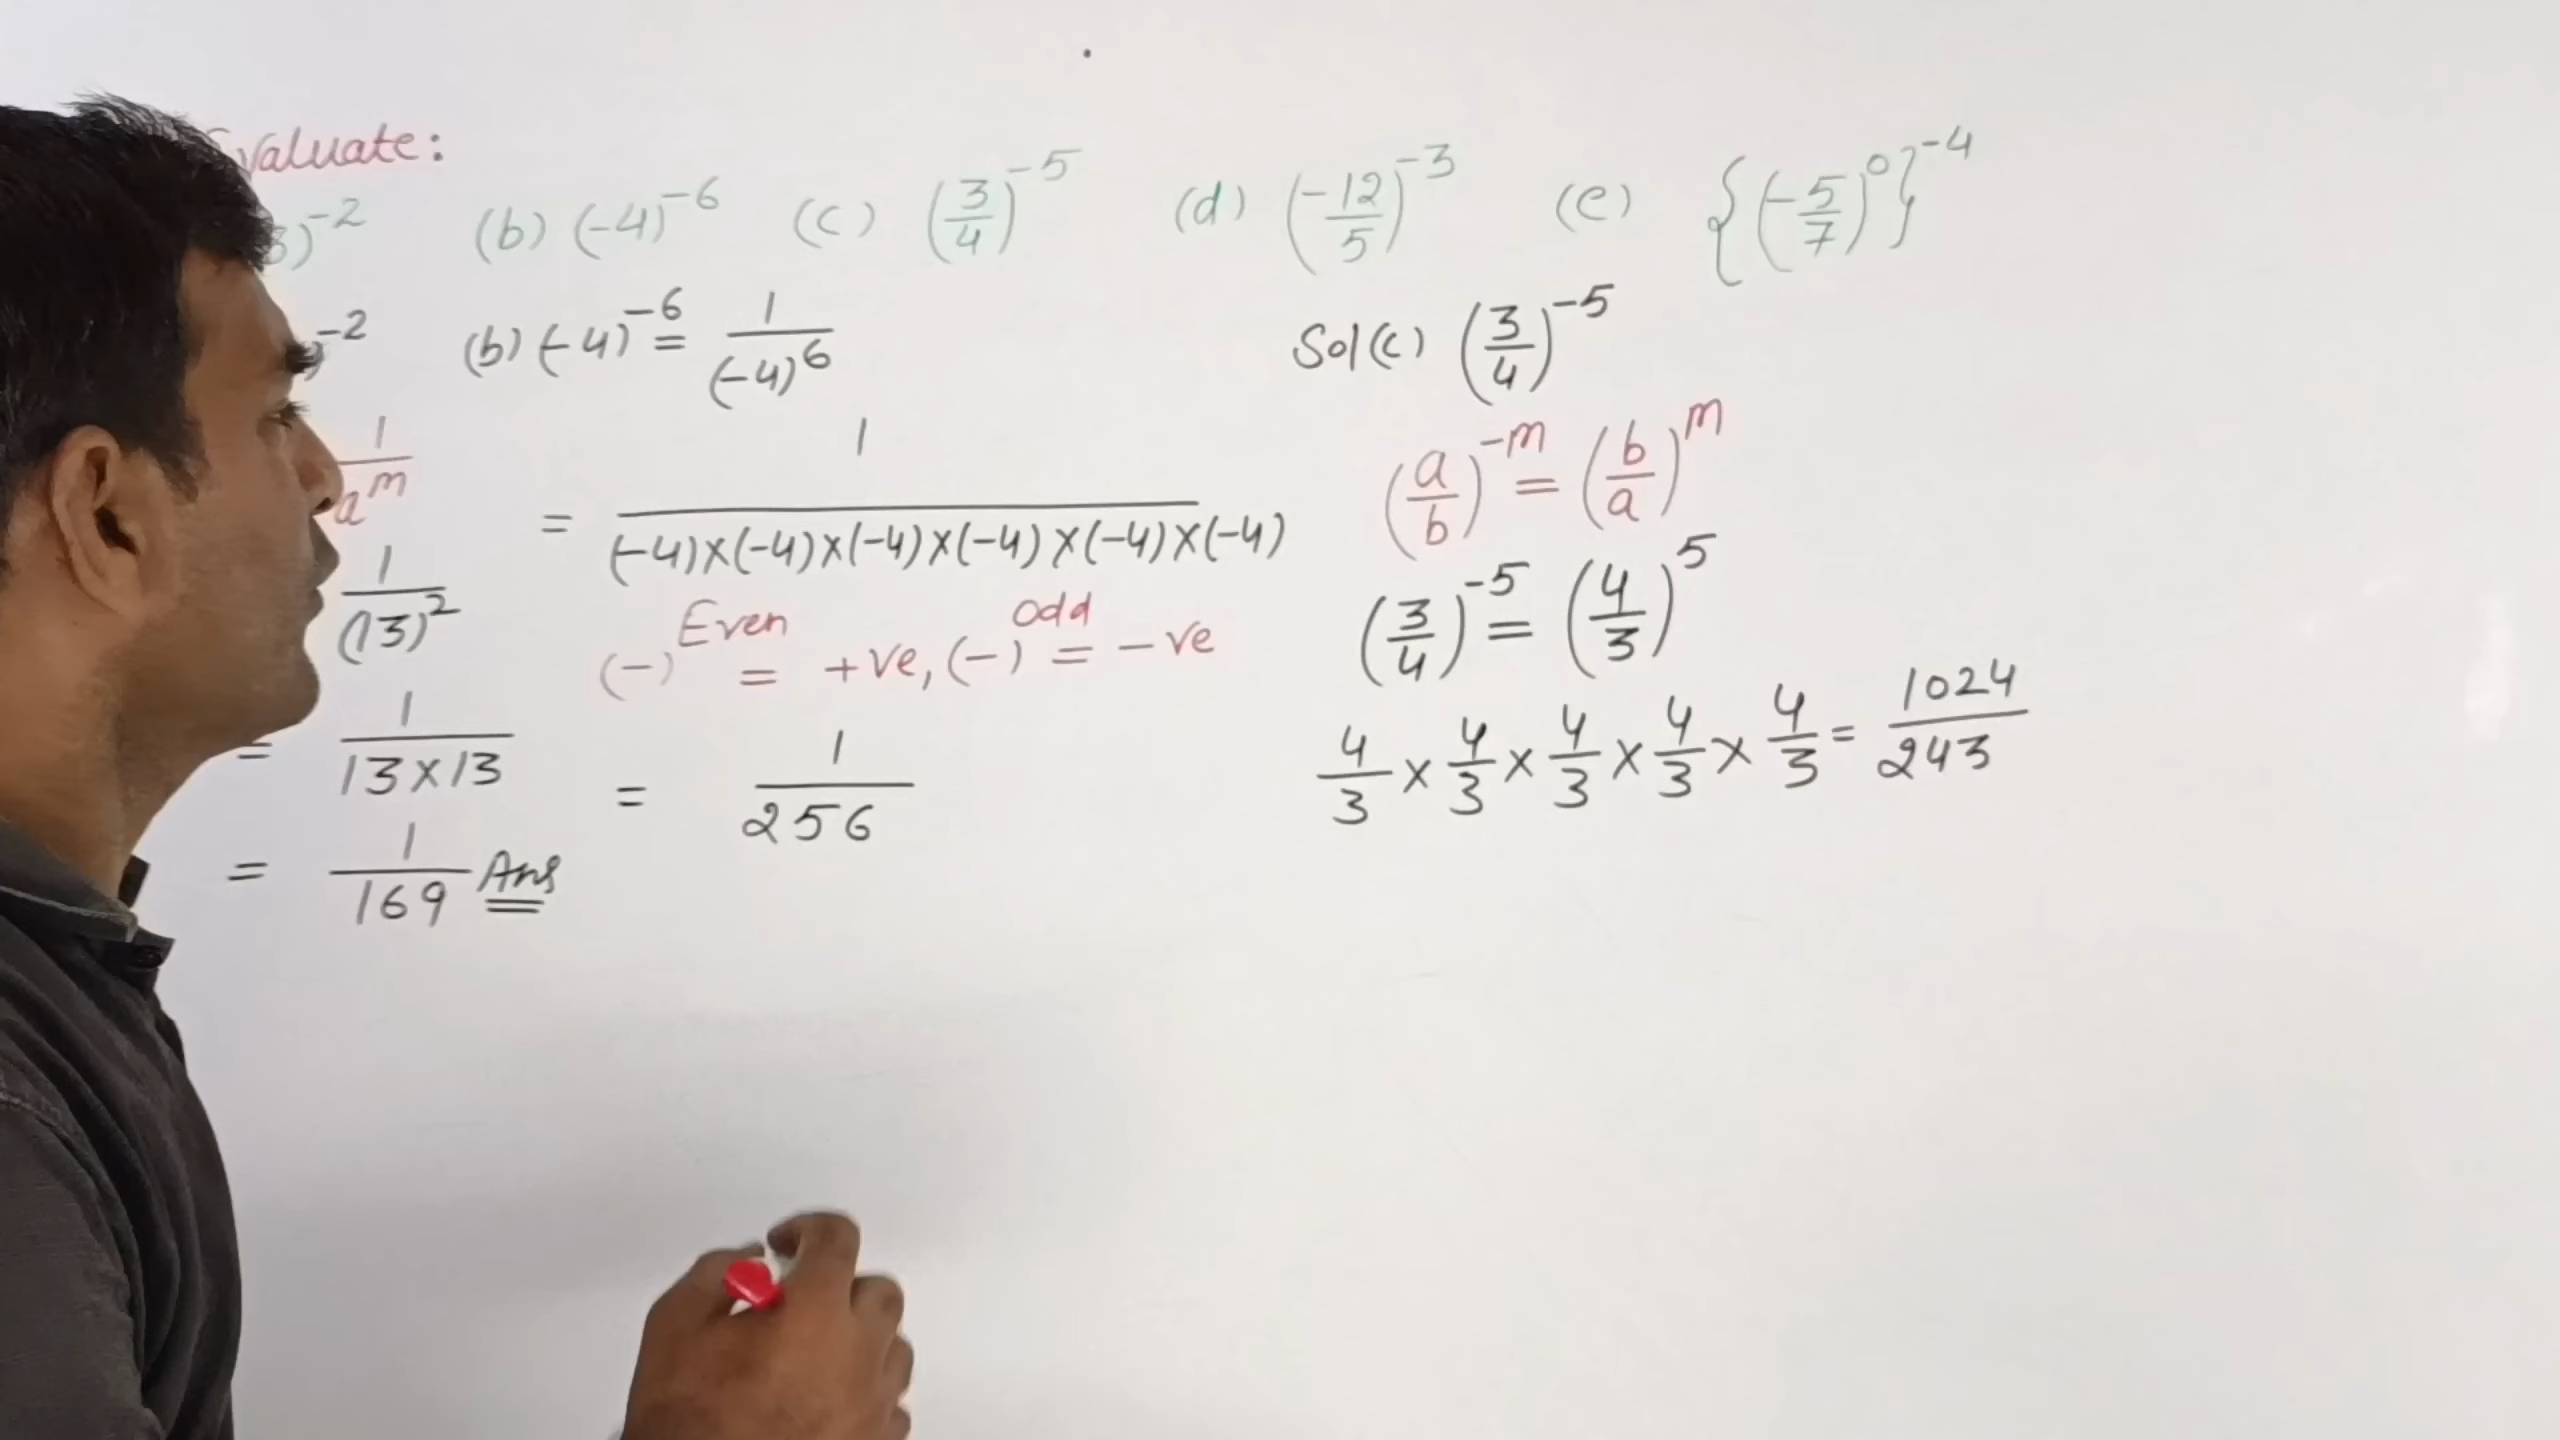 Evaluate:
3)^-2 (b) (-4)^-6 (c) (3/4)^-5 (d) (-12/5)^-3 (e) {(-5/7)^0}^-4
)^-2
1/a^m
1/(13)^2
= 1/(13×13)
= 1/169 Ans
(b) (-4)^-6 = 1/(-4)^6
= 1/((-4)×(-4)×(-4)×(-4)×(-4)×(-4))
(-)^Even = +ve, (-)^odd = -ve
= 1/256
Sol(c) (3/4)^-5
(a/b)^-m = (b/a)^m
(3/4)^-5 = (4/3)^5
4/3 × 4/3 × 4/3 × 4/3 × 4/3 = 1024/243